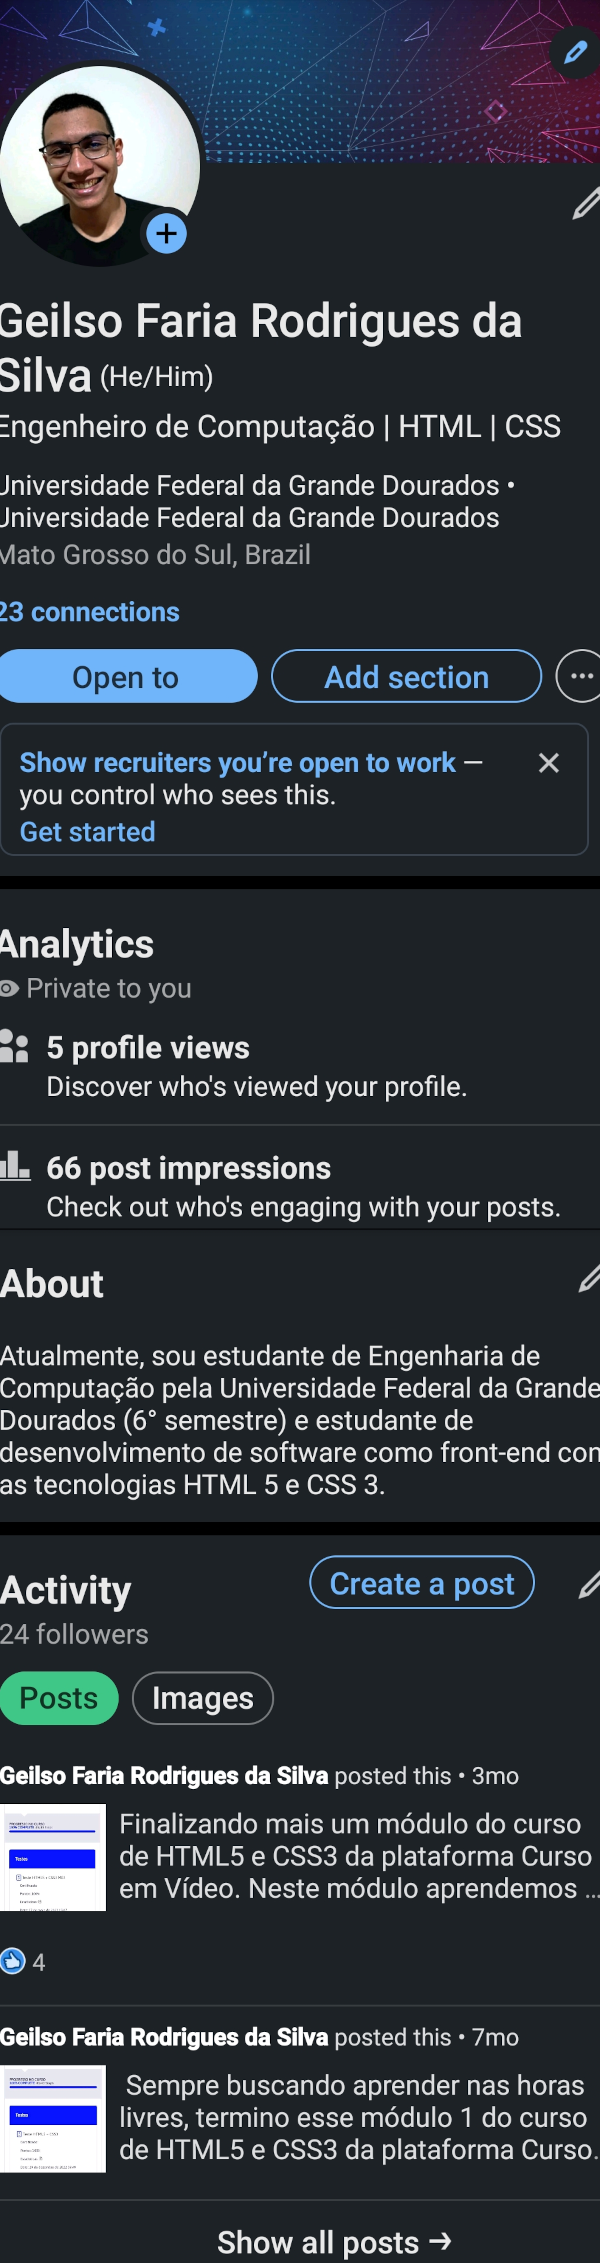 Geilso Faria Rodrigues da
Silva (He/Him)
Engenheiro de Computação | HTML | CSS
Universidade Federal da Grande Dourados •
Universidade Federal da Grande Dourados
Mato Grosso do Sul, Brazil
23 connections
Open to
Add section
Show recruiters you’re open to work –
you control who sees this.
Get started
Analytics
Private to you
5 profile views
Discover who's viewed your profile.
66 post impressions
Check out who's engaging with your posts.
About
Atualmente, sou estudante de Engenharia de
Computação pela Universidade Federal da Grande
Dourados (6° semestre) e estudante de
desenvolvimento de software como front-end com
as tecnologias HTML 5 e CSS 3.
Activity
Create a post
24 followers
Posts
Images
Geilso Faria Rodrigues da Silva posted this • 3mo
Finalizando mais um módulo do curso
de HTML5 e CSS3 da plataforma Curso
em Vídeo. Neste módulo aprendemos ...
4
Geilso Faria Rodrigues da Silva posted this • 7mo
Sempre buscando aprender nas horas
livres, termino esse módulo 1 do curso
de HTML5 e CSS3 da plataforma Curso.
Show all posts →